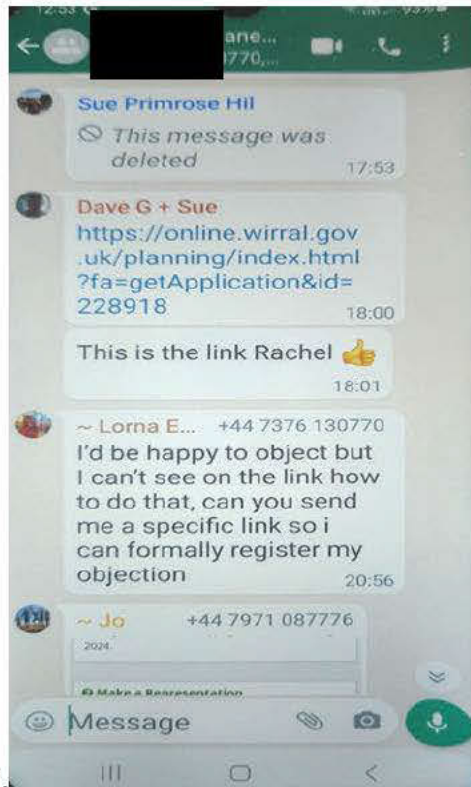 12:53
ane...
770,...
Sue Primrose Hil
This message was
deleted
17:53
Dave G + Sue
https://online.wirral.gov
.uk/planning/index.html
?fa=getApplication&id=
228918
18:00
This is the link Rachel 👍
18:01
~ Lorna E... +44 7376 130770
I'd be happy to object but
I can't see on the link how
to do that, can you send
me a specific link so i
can formally register my
objection
20:56
~ Jo +44 7971 087776
2024.
Make a Representation
Message